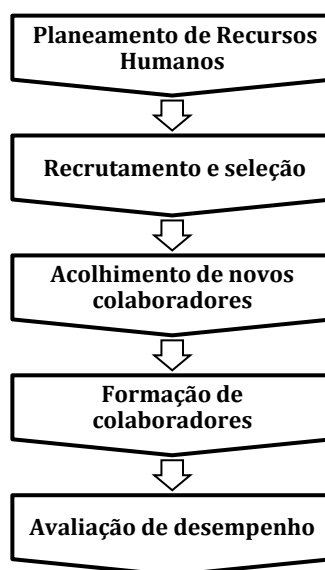 Planeamento de Recursos
Humanos
Recrutamento e seleção
Acolhimento de novos
colaboradores
Formação de
colaboradores
Avaliação de desempenho